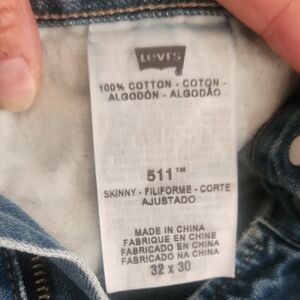 Levi's
®
100% COTTON - COTON -
ALGODÓN - ALGODÃO
511™
SKINNY - FILIFORME - CORTE
AJUSTADO
MADE IN CHINA
FABRIQUE EN CHINE
FABRICADO EN CHINA
FABRICADO NA CHINA
32 x 30